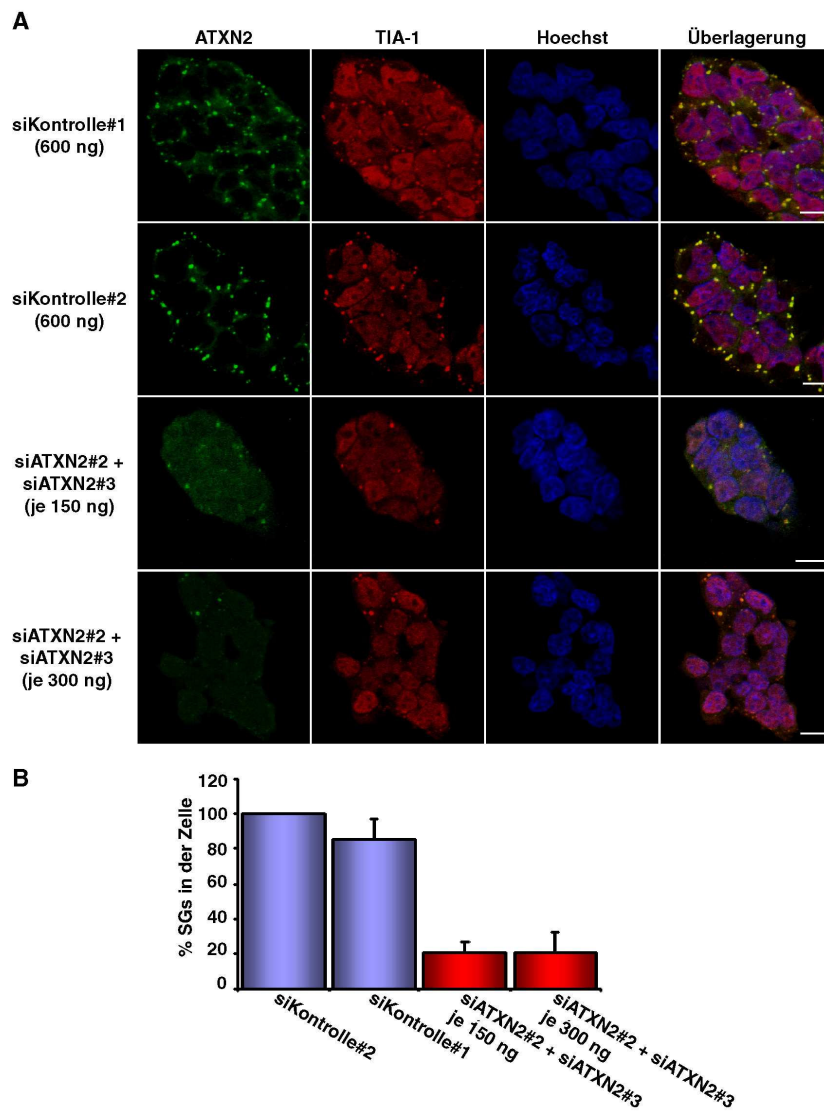 A
ATXN2
TIA-1
Hoechst
Überlagerung
siKontrolle#1
(600 ng)
siKontrolle#2
(600 ng)
siATXN2#2 +
siATXN2#3
(je 150 ng)
siATXN2#2 +
siATXN2#3
(je 300 ng)
B
% SGs in der Zelle
120
100
80
60
40
20
0
siKontrolle#2
siKontrolle#1
siATXN2#2 + siATXN2#3
je 150 ng
siATXN2#2 + siATXN2#3
je 300 ng